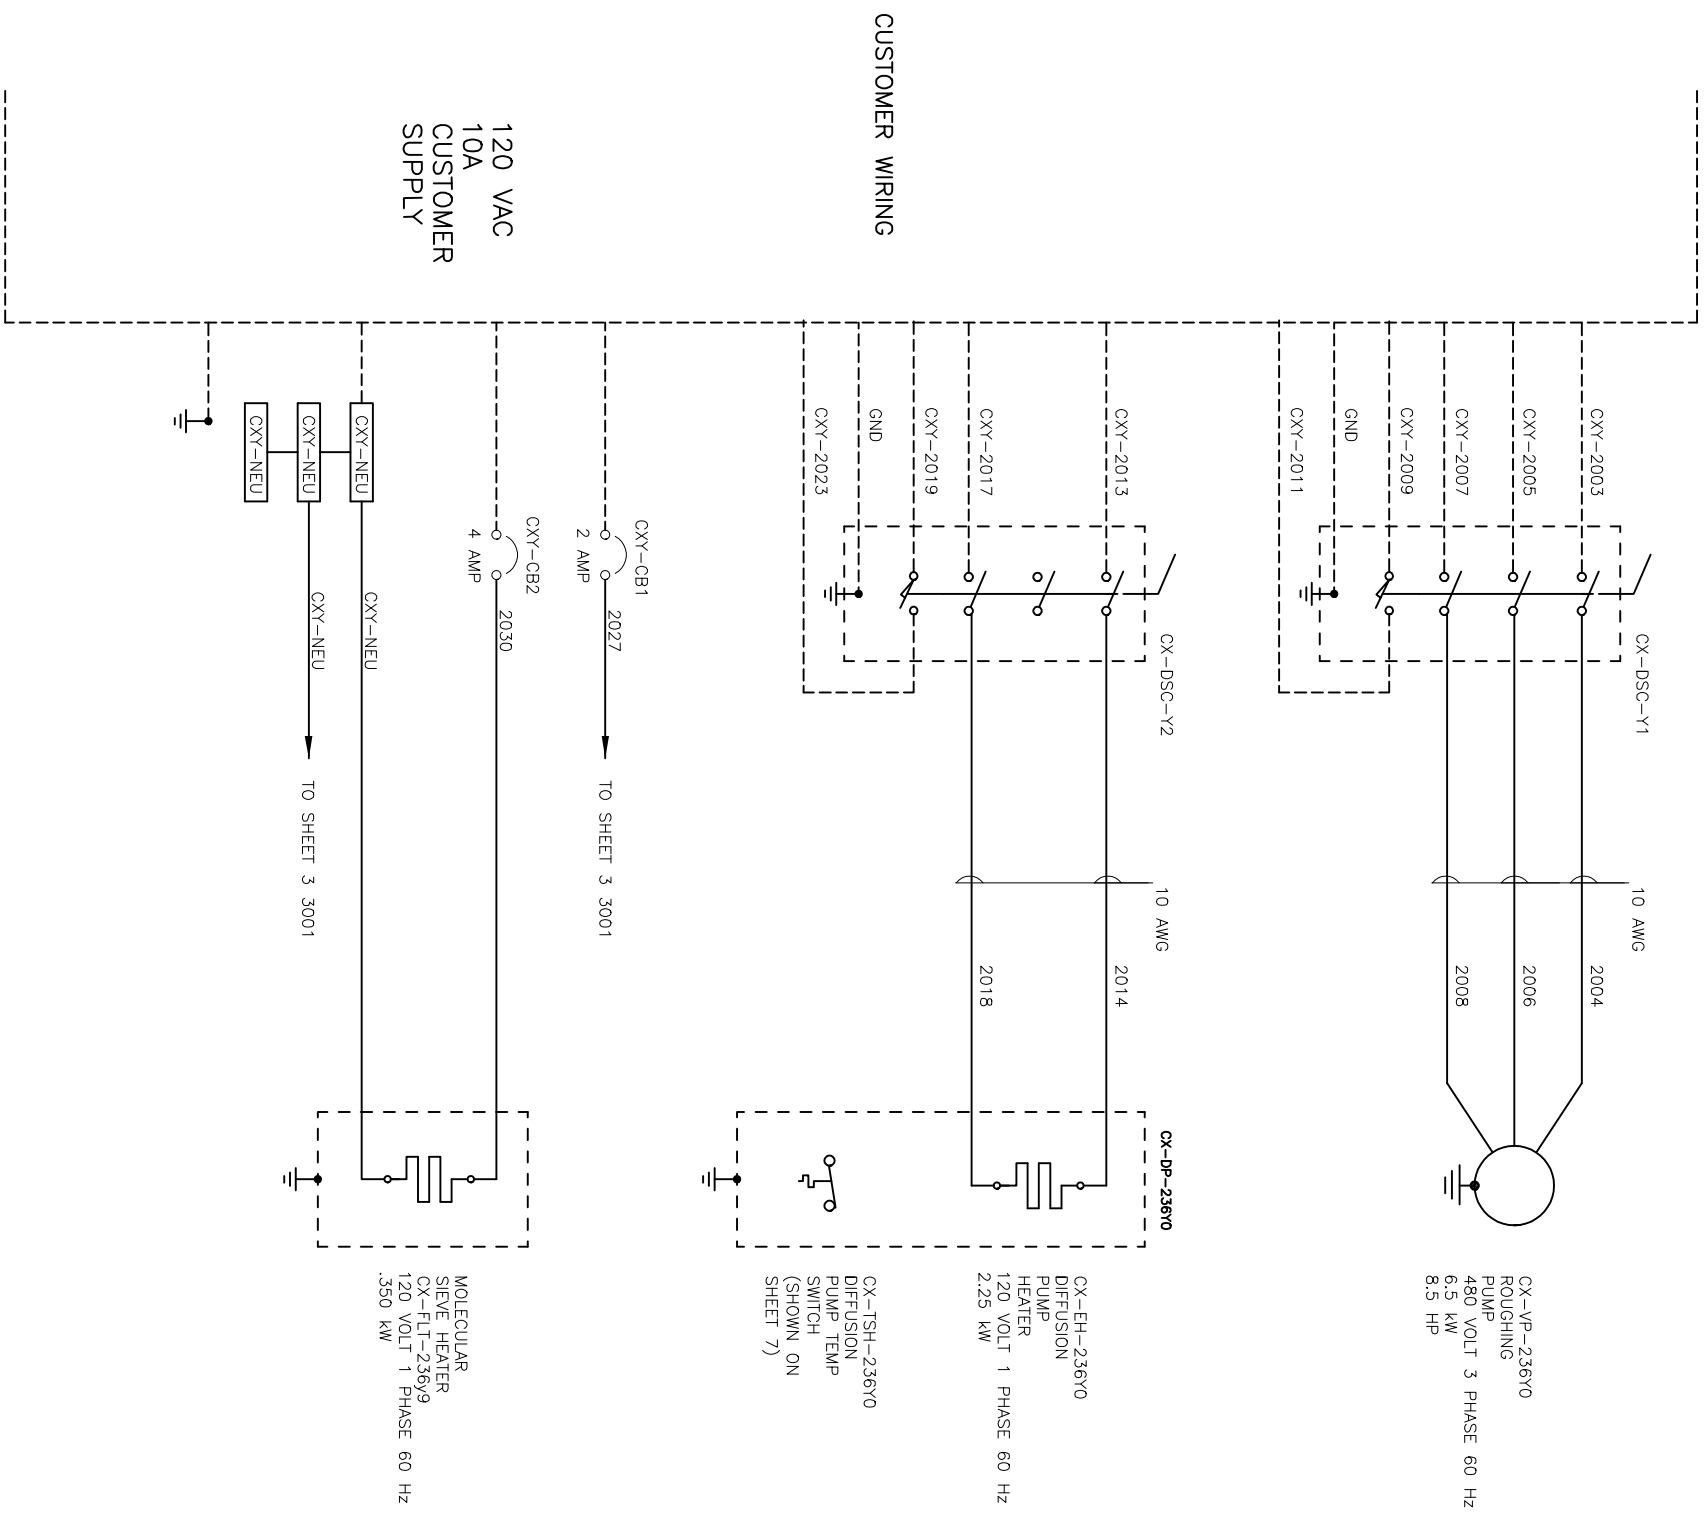 CUSTOMER WIRING
120 VAC
10A
CUSTOMER
SUPPLY
CXY-2003
CXY-2005
CXY-2007
CXY-2009
GND
CXY-2011
CX-DSC-Y1
10 AWG
2004
2006
2008
CX-VP-236Y0
ROUGHING
PUMP
480 VOLT 3 PHASE 60 Hz
6.5 kW
8.5 HP
CXY-2013
CXY-2017
CXY-2019
GND
CXY-2023
CX-DSC-Y2
10 AWG
2014
2018
CX-DP-236Y0
CX-EH-236Y0
DIFFUSION
PUMP
HEATER
120 VOLT 1 PHASE 60 Hz
2.25 kW
CX-TSH-236Y0
DIFFUSION
PUMP TEMP
SWITCH
(SHOWN ON
SHEET 7)
CXY-CB1
2 AMP
2027
TO SHEET 3 3001
CXY-CB2
4 AMP
2030
CXY-NEU
CXY-NEU
CXY-NEU
CXY-NEU
CXY-NEU
TO SHEET 3 3001
MOLECULAR
SIEVE HEATER
CX-FLT-236y9
120 VOLT 1 PHASE 60 Hz
.350 kW